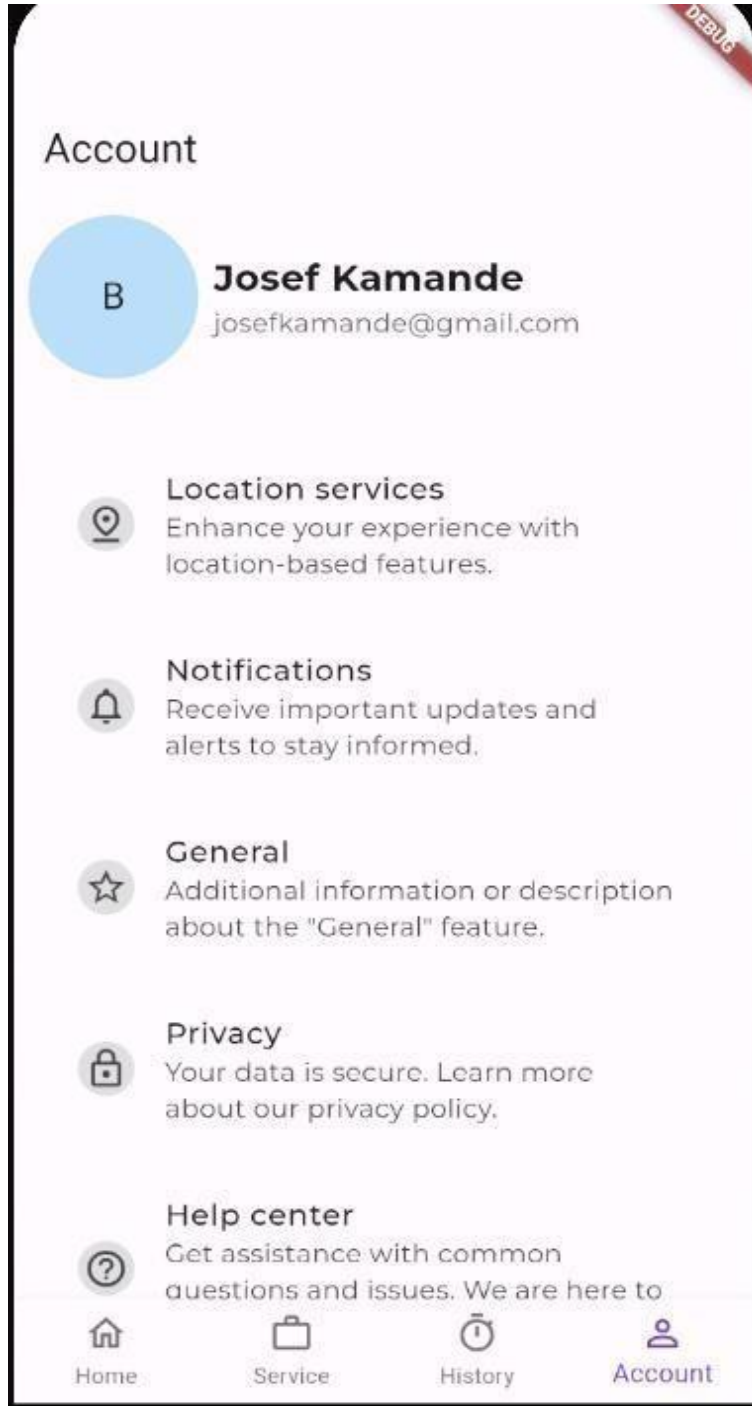 DEBUG
Account
B
Josef Kamande
josefkamande@gmail.com
Location services
Enhance your experience with
location-based features.
Notifications
Receive important updates and
alerts to stay informed.
General
Additional information or description
about the "General" feature.
Privacy
Your data is secure. Learn more
about our privacy policy.
Help center
Get assistance with common
questions and issues. We are here to
Home
Service
History
Account